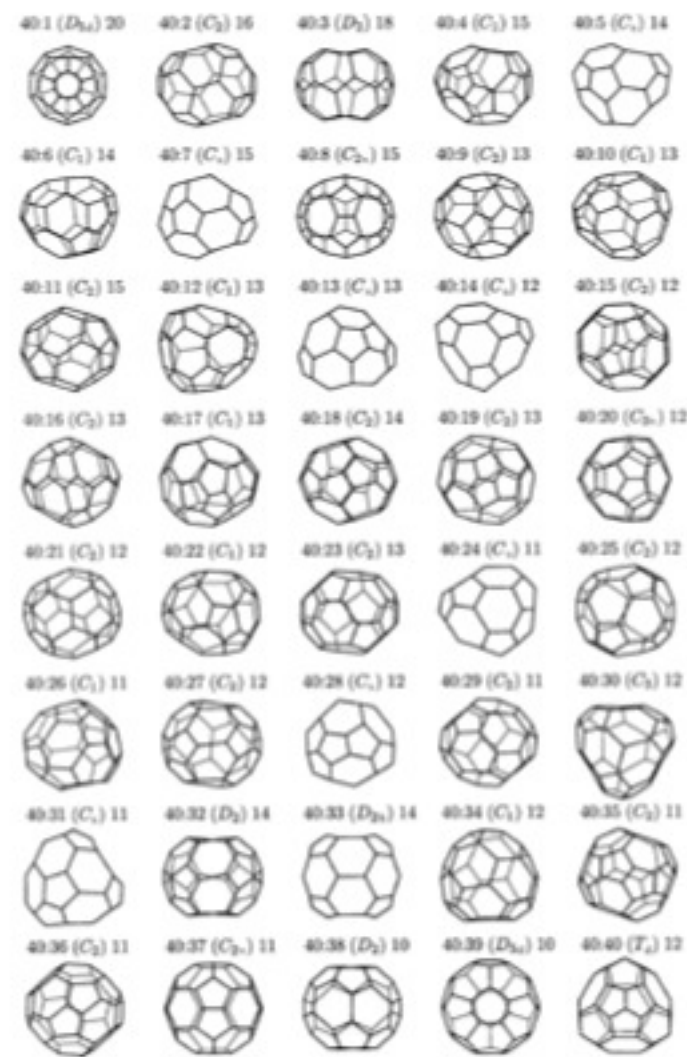 40:1 (D₅d) 20 40:2 (C₂) 16 40:3 (D₂) 18 40:4 (C₁) 15 40:5 (Cₛ) 14
40:6 (C₁) 14 40:7 (Cₛ) 15 40:8 (C₂ᵥ) 15 40:9 (C₂) 13 40:10 (C₁) 13
40:11 (C₂) 15 40:12 (C₁) 13 40:13 (Cₛ) 13 40:14 (Cₛ) 12 40:15 (C₂) 12
40:16 (C₂) 13 40:17 (C₁) 13 40:18 (C₂) 14 40:19 (C₂) 13 40:20 (C₃ᵥ) 12
40:21 (C₂) 12 40:22 (C₁) 12 40:23 (C₂) 13 40:24 (Cₛ) 11 40:25 (C₂) 12
40:26 (C₁) 11 40:27 (C₂) 12 40:28 (Cₛ) 12 40:29 (C₂) 11 40:30 (C₃) 12
40:31 (Cₛ) 11 40:32 (D₂) 14 40:33 (D₂ₕ) 14 40:34 (C₁) 12 40:35 (C₂) 11
40:36 (C₂) 11 40:37 (C₂ᵥ) 11 40:38 (D₂) 10 40:39 (D₅d) 10 40:40 (T_d) 12